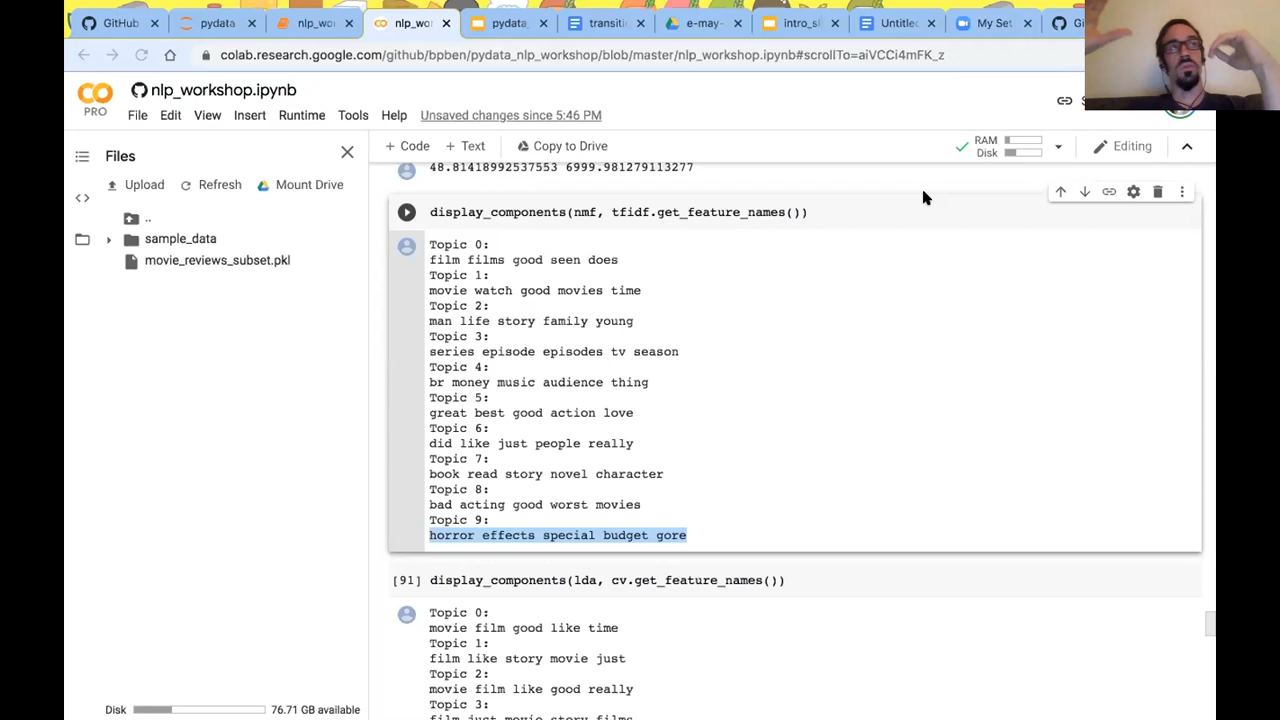 GitHub
pydata
nlp_wo
nlp_wo
pydata_
transiti
e-may-
intro_sl
Untitle
My Set
Gi
colab.research.google.com/github/bpben/pydata_nlp_workshop/blob/master/nlp_workshop.ipynb#scrollTo=aiVCCi4mFK_z
nlp_workshop.ipynb
PRO
File Edit View Insert Runtime Tools Help Unsaved changes since 5:46 PM
Files
+ Code + Text Copy to Drive
RAM
Disk
Editing
Upload Refresh Mount Drive
..
sample_data
movie_reviews_subset.pkl
48.81418992537553 6999.981279113277
display_components(nmf, tfidf.get_feature_names())
Topic 0:
film films good seen does
Topic 1:
movie watch good movies time
Topic 2:
man life story family young
Topic 3:
series episode episodes tv season
Topic 4:
br money music audience thing
Topic 5:
great best good action love
Topic 6:
did like just people really
Topic 7:
book read story novel character
Topic 8:
bad acting good worst movies
Topic 9:
horror effects special budget gore
[91] display_components(lda, cv.get_feature_names())
Topic 0:
movie film good like time
Topic 1:
film like story movie just
Topic 2:
movie film like good really
Topic 3:
film just movie story films
Disk 76.71 GB available